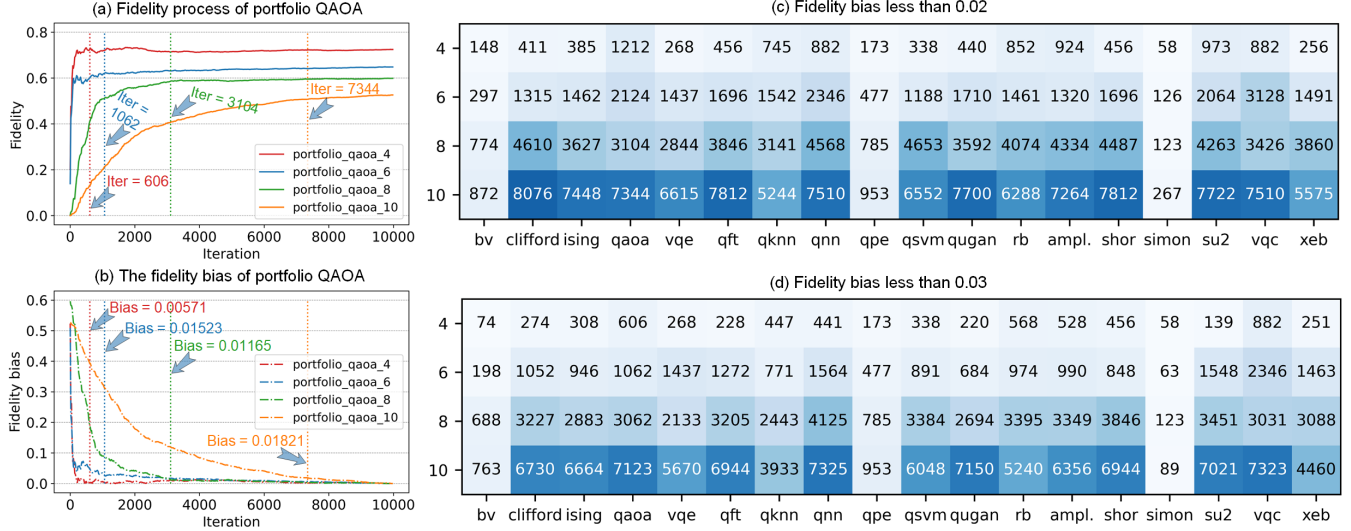 (a) Fidelity process of portfolio QAOA
0.8
0.6
0.4
0.2
0.0
Fidelity
Iter =
1062
Iter = 3104
Iter = 7344
Iter = 606
portfolio_qaoa_4
portfolio_qaoa_6
portfolio_qaoa_8
portfolio_qaoa_10
0 2000 4000 6000 8000 10000
Iteration
(b) The fidelity bias of portfolio QAOA
0.6
0.5
0.4
0.3
0.2
0.1
0.0
Fidelity bias
Bias = 0.00571
Bias = 0.01523
Bias = 0.01165
Bias = 0.01821
portfolio_qaoa_4
portfolio_qaoa_6
portfolio_qaoa_8
portfolio_qaoa_10
0 2000 4000 6000 8000 10000
Iteration
(c) Fidelity bias less than 0.02
4 148 411 385 1212 268 456 745 882 173 338 440 852 924 456 58 973 882 256
6 297 1315 1462 2124 1437 1696 1542 2346 477 1188 1710 1461 1320 1696 126 2064 3128 1491
8 774 4610 3627 3104 2844 3846 3141 4568 785 4653 3592 4074 4334 4487 123 4263 3426 3860
10 872 8076 7448 7344 6615 7812 5244 7510 953 6552 7700 6288 7264 7812 267 7722 7510 5575
bv clifford ising qaoa vqe qft qknn qnn qpe qsvm qugan rb ampl. shor simon su2 vqc xeb
(d) Fidelity bias less than 0.03
4 74 274 308 606 268 228 447 441 173 338 220 568 528 456 58 139 882 251
6 198 1052 946 1062 1437 1272 771 1564 477 891 684 974 990 848 63 1548 2346 1463
8 688 3227 2883 3062 2133 3205 2443 4125 785 3384 2694 3395 3349 3846 123 3451 3031 3088
10 763 6730 6664 7123 5670 6944 3933 7325 953 6048 7150 5240 6356 6944 89 7021 7323 4460
bv clifford ising qaoa vqe qft qknn qnn qpe qsvm qugan rb ampl. shor simon su2 vqc xeb